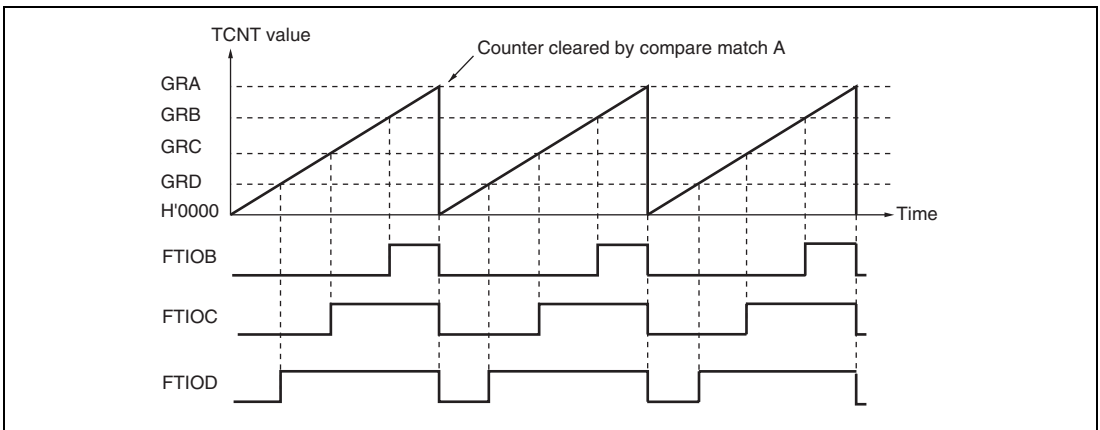 TCNT value
Counter cleared by compare match A
GRA
GRB
GRC
GRD
H'0000
Time
FTIOB
FTIOC
FTIOD